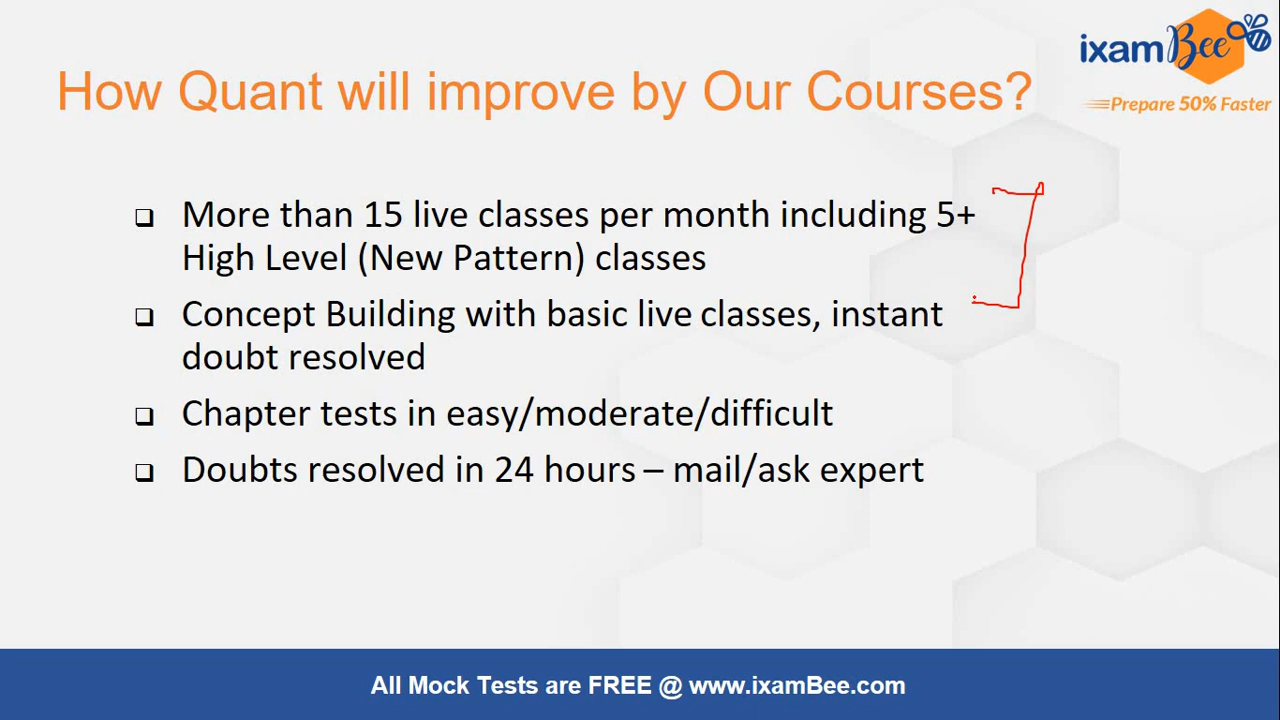 ixamBee
Prepare 50% Faster
How Quant will improve by Our Courses?
More than 15 live classes per month including 5+
High Level (New Pattern) classes
Concept Building with basic live classes, instant
doubt resolved
Chapter tests in easy/moderate/difficult
Doubts resolved in 24 hours – mail/ask expert
All Mock Tests are FREE @ www.ixamBee.com